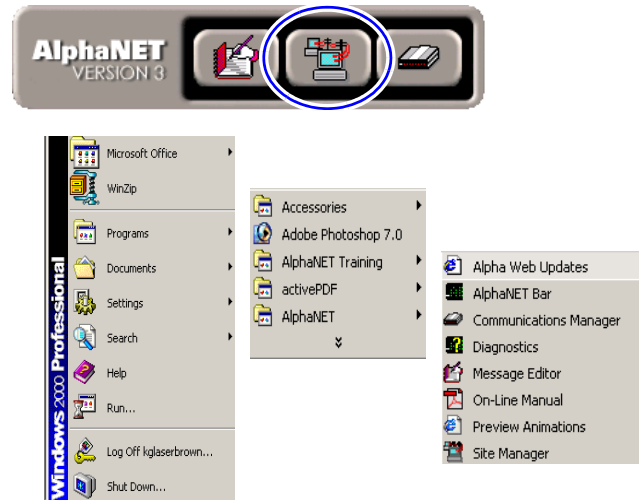 AlphaNET
VERSION 3
Windows 2000 Professional
Microsoft Office
WinZip
Programs
Documents
Settings
Search
Help
Run...
Log Off kglaserbrown...
Shut Down...
Accessories
Adobe Photoshop 7.0
AlphaNET Training
activePDF
AlphaNET
Alpha Web Updates
AlphaNET Bar
Communications Manager
Diagnostics
Message Editor
On-Line Manual
Preview Animations
Site Manager